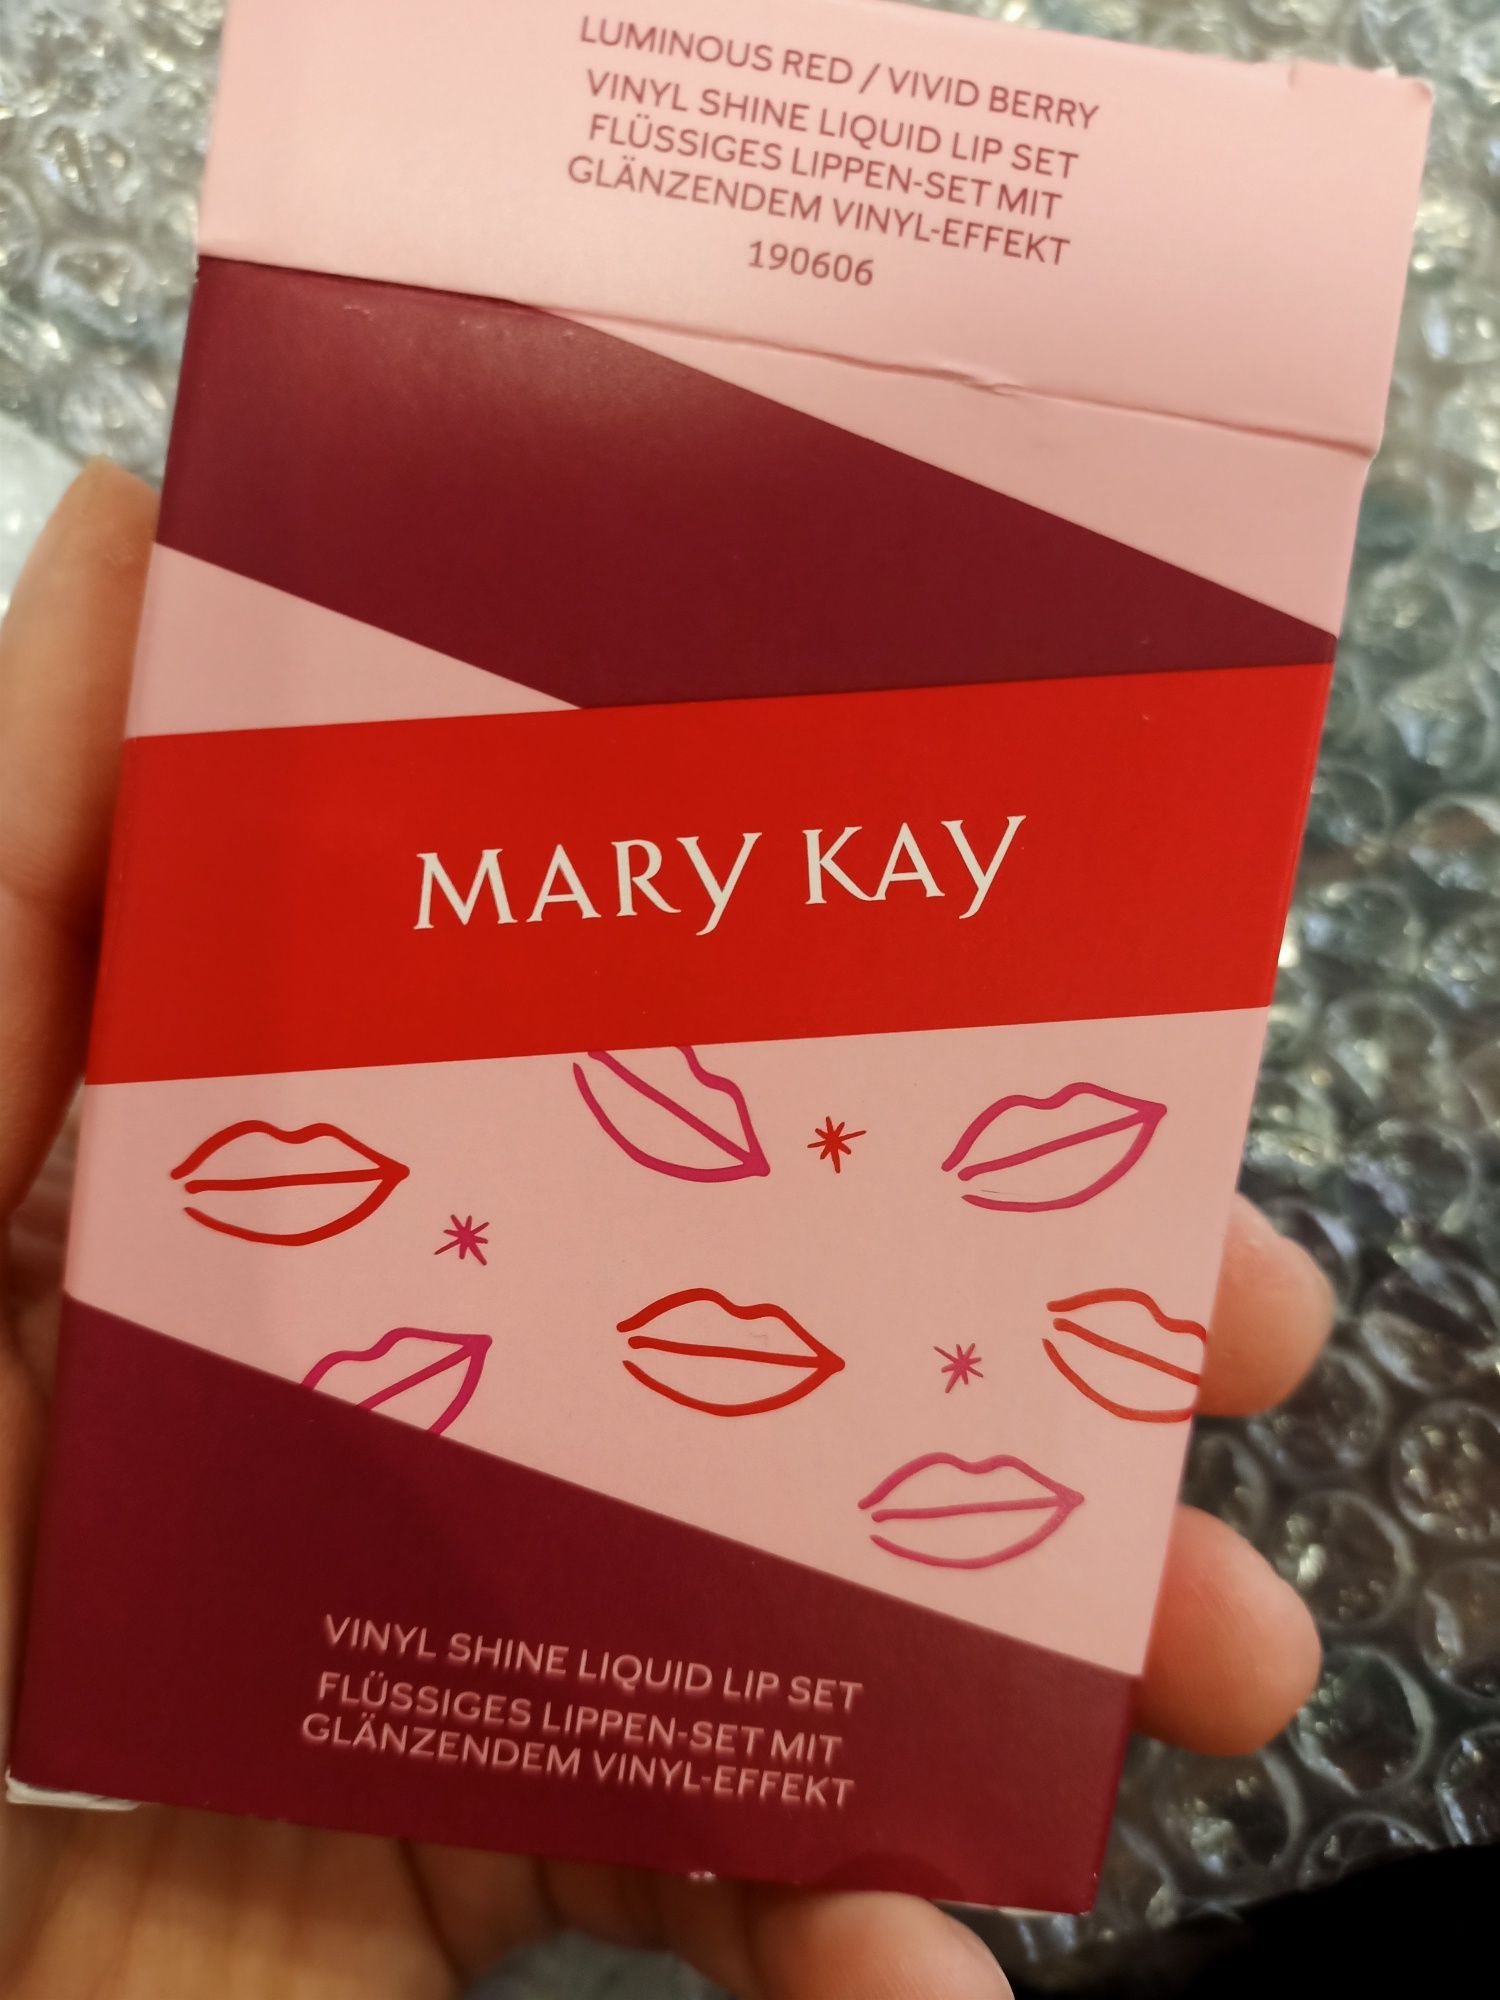 LUMINOUS RED / VIVID BERRY
VINYL SHINE LIQUID LIP SET
FLÜSSIGES LIPPEN-SET MIT
GLÄNZENDEM VINYL-EFFEKT
190606
MARY KAY
VINYL SHINE LIQUID LIP SET
FLÜSSIGES LIPPEN-SET MIT
GLÄNZENDEM VINYL-EFFEKT